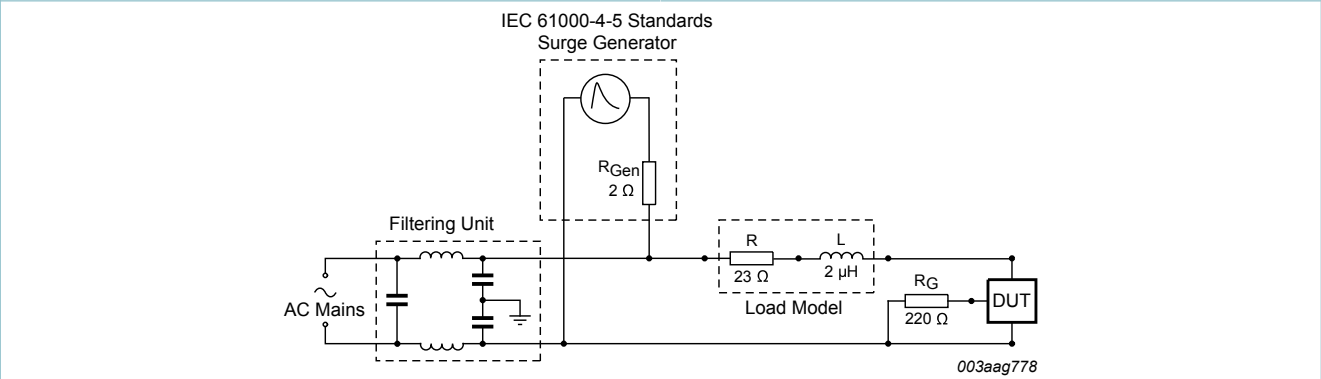 IEC 61000-4-5 Standards
Surge Generator
RGen
2 Ω
Filtering Unit
AC Mains
R
23 Ω
L
2 μH
Load Model
RG
220 Ω
DUT
003aag778